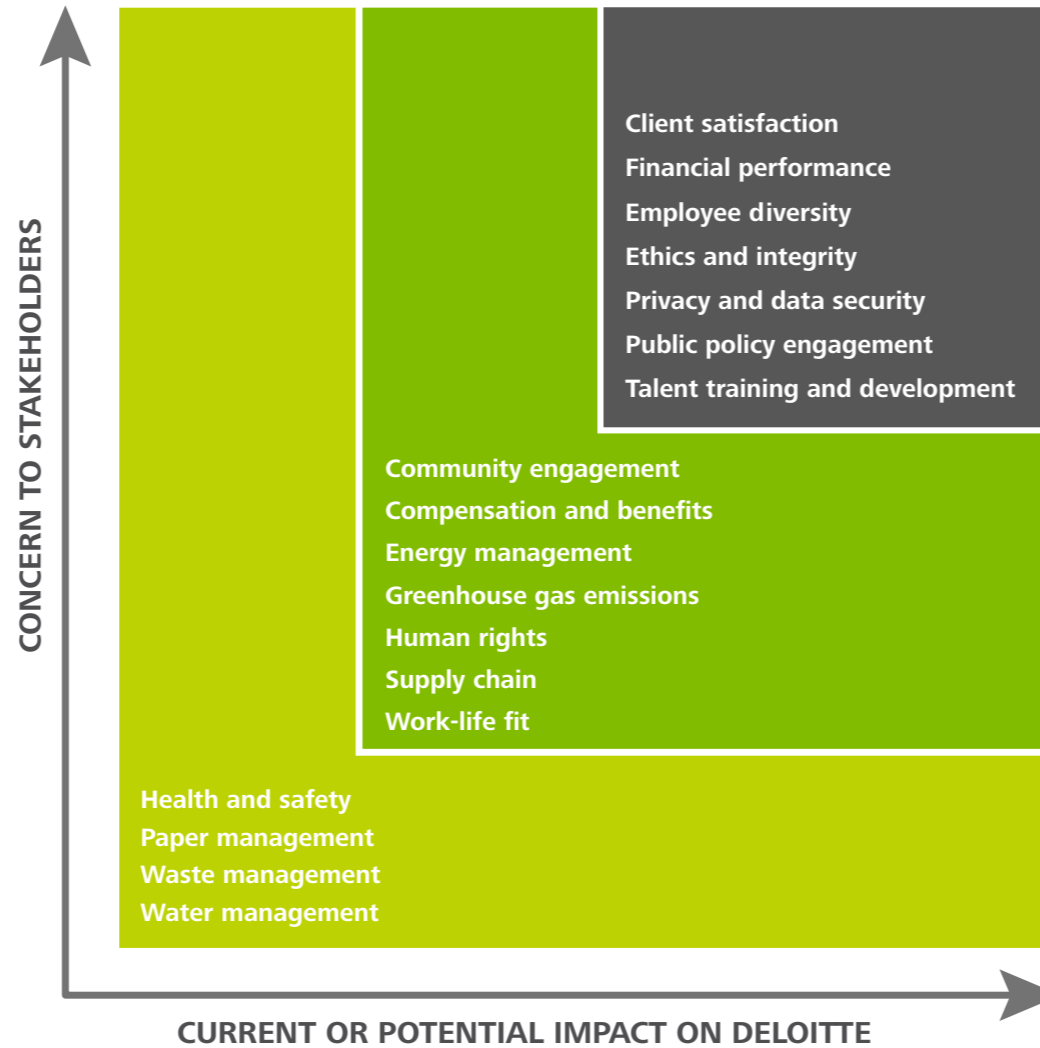 CONCERN TO STAKEHOLDERS
Client satisfaction
Financial performance
Employee diversity
Ethics and integrity
Privacy and data security
Public policy engagement
Talent training and development
Community engagement
Compensation and benefits
Energy management
Greenhouse gas emissions
Human rights
Supply chain
Work-life fit
Health and safety
Paper management
Waste management
Water management
CURRENT OR POTENTIAL IMPACT ON DELOITTE